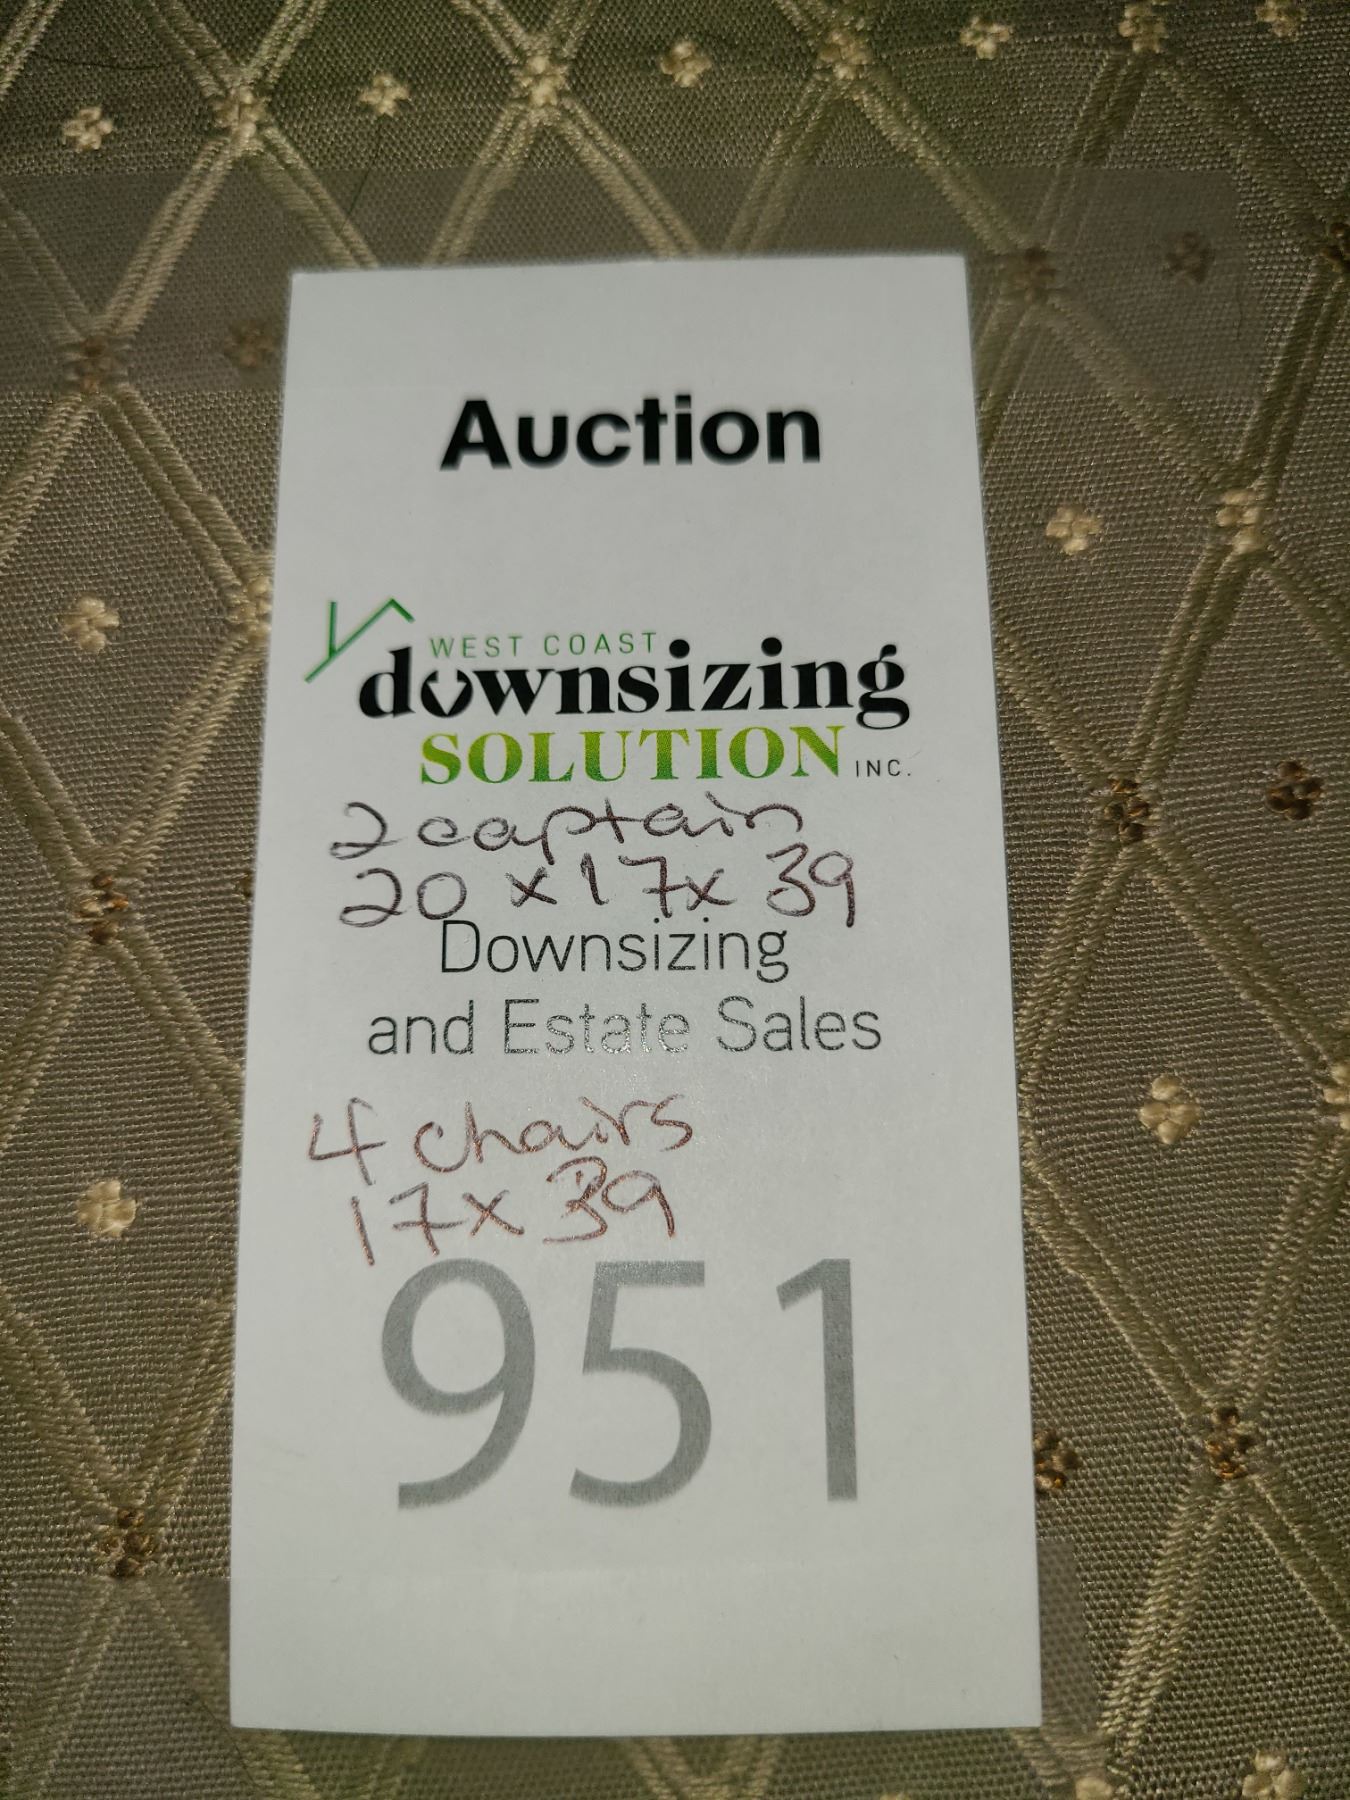 Auction
WEST COAST
downsizing
SOLUTION INC.
2 captain
20 x 17 x 39
Downsizing
and Estate Sales
4 chairs
17 x 39
951